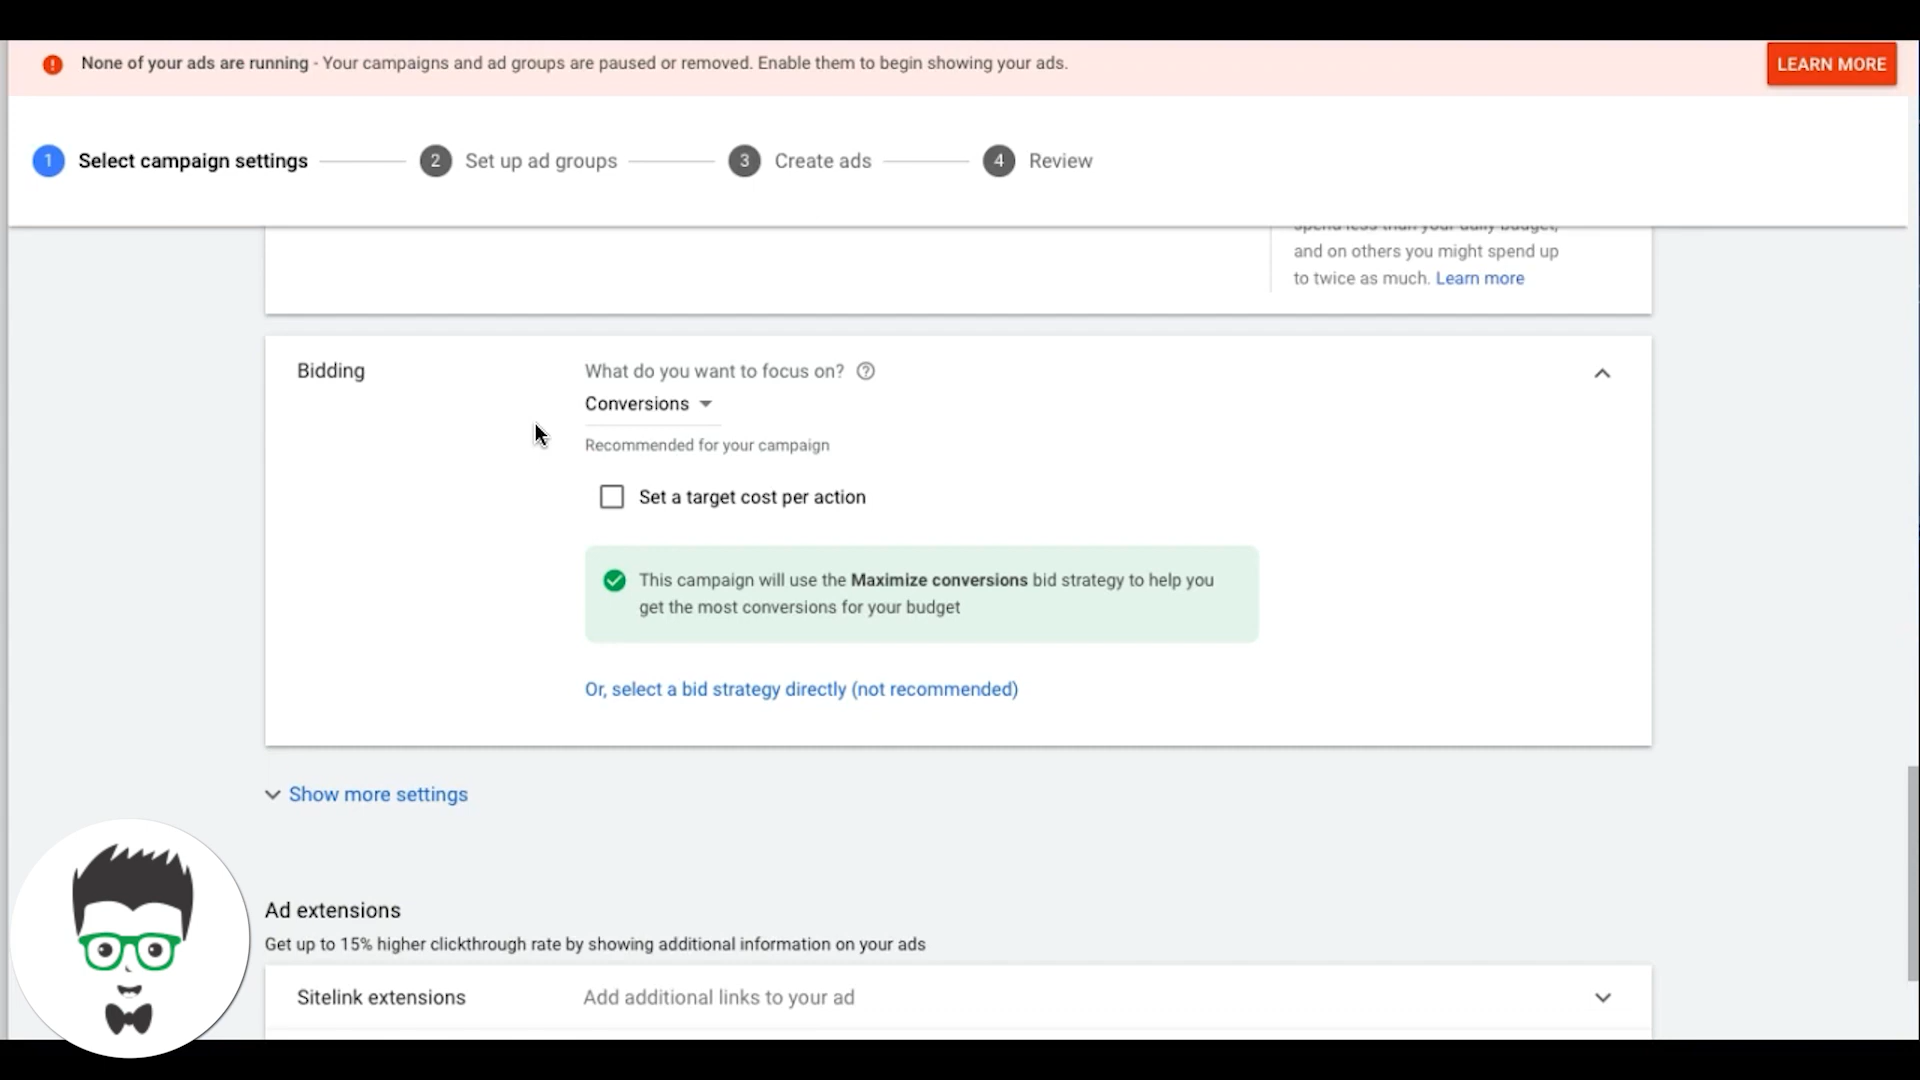 None of your ads are running - Your campaigns and ad groups are paused or removed. Enable them to begin showing your ads.
LEARN MORE
1 Select campaign settings
2 Set up ad groups
3 Create ads
4 Review
spend less than your daily budget,
and on others you might spend up
to twice as much. Learn more
Bidding
What do you want to focus on?
Conversions
Recommended for your campaign
Set a target cost per action
This campaign will use the Maximize conversions bid strategy to help you
get the most conversions for your budget
Or, select a bid strategy directly (not recommended)
Show more settings
Ad extensions
Get up to 15% higher clickthrough rate by showing additional information on your ads
Sitelink extensions
Add additional links to your ad